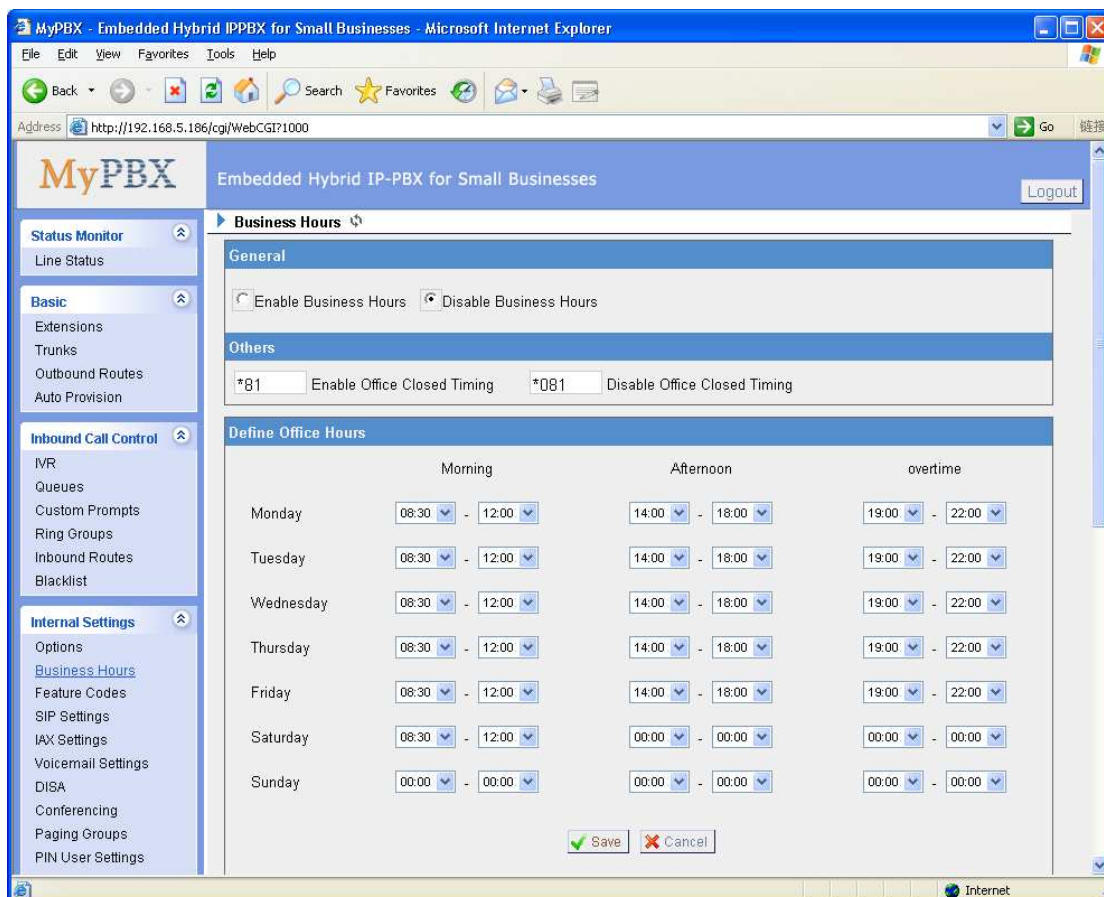 MyPBX - Embedded Hybrid IPPBX for Small Businesses - Microsoft Internet Explorer
File Edit View Favorites Tools Help
Back Search Favorites
Address http://192.168.5.186/cgi/WebCGI?1000 Go 链接
MyPBX
Embedded Hybrid IP-PBX for Small Businesses
Logout
Status Monitor
Line Status
Basic
Extensions
Trunks
Outbound Routes
Auto Provision
Inbound Call Control
IVR
Queues
Custom Prompts
Ring Groups
Inbound Routes
Blacklist
Internal Settings
Options
Business Hours
Feature Codes
SIP Settings
IAX Settings
Voicemail Settings
DISA
Conferencing
Paging Groups
PIN User Settings
Business Hours
General
Enable Business Hours Disable Business Hours
Others
*81 Enable Office Closed Timing *081 Disable Office Closed Timing
Define Office Hours
Morning Afternoon overtime
Monday 08:30 - 12:00 14:00 - 18:00 19:00 - 22:00
Tuesday 08:30 - 12:00 14:00 - 18:00 19:00 - 22:00
Wednesday 08:30 - 12:00 14:00 - 18:00 19:00 - 22:00
Thursday 08:30 - 12:00 14:00 - 18:00 19:00 - 22:00
Friday 08:30 - 12:00 14:00 - 18:00 19:00 - 22:00
Saturday 08:30 - 12:00 00:00 - 00:00 00:00 - 00:00
Sunday 00:00 - 00:00 00:00 - 00:00 00:00 - 00:00
Save Cancel
Internet